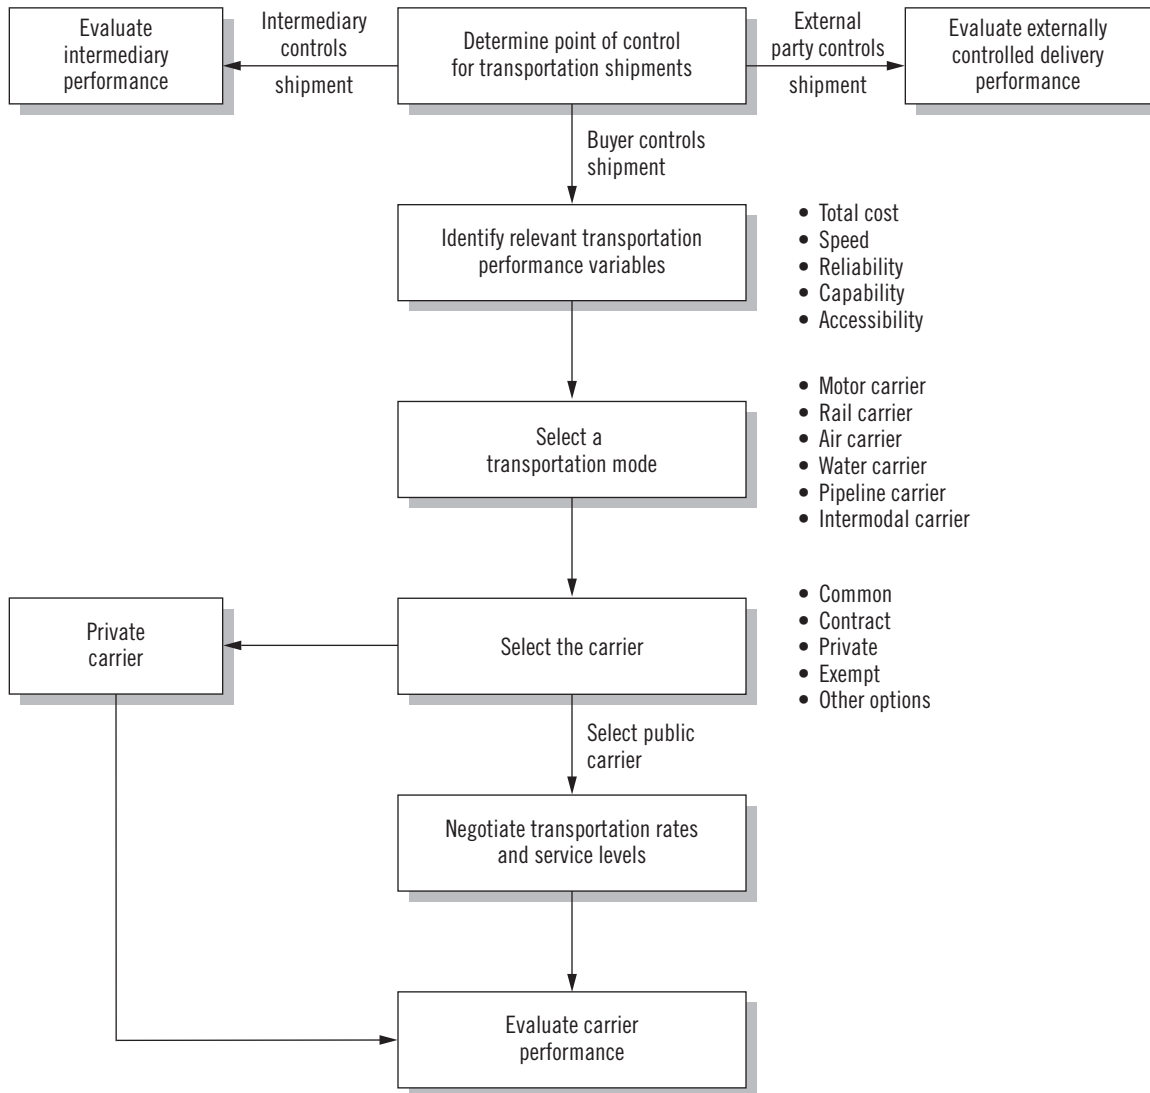 Evaluate
intermediary
performance
Intermediary
controls
shipment
Determine point of control
for transportation shipments
External
party controls
shipment
Evaluate externally
controlled delivery
performance
Buyer controls
shipment
Identify relevant transportation
performance variables
• Total cost
• Speed
• Reliability
• Capability
• Accessibility
Select a
transportation mode
• Motor carrier
• Rail carrier
• Air carrier
• Water carrier
• Pipeline carrier
• Intermodal carrier
Private
carrier
Select the carrier
• Common
• Contract
• Private
• Exempt
• Other options
Select public
carrier
Negotiate transportation rates
and service levels
Evaluate carrier
performance